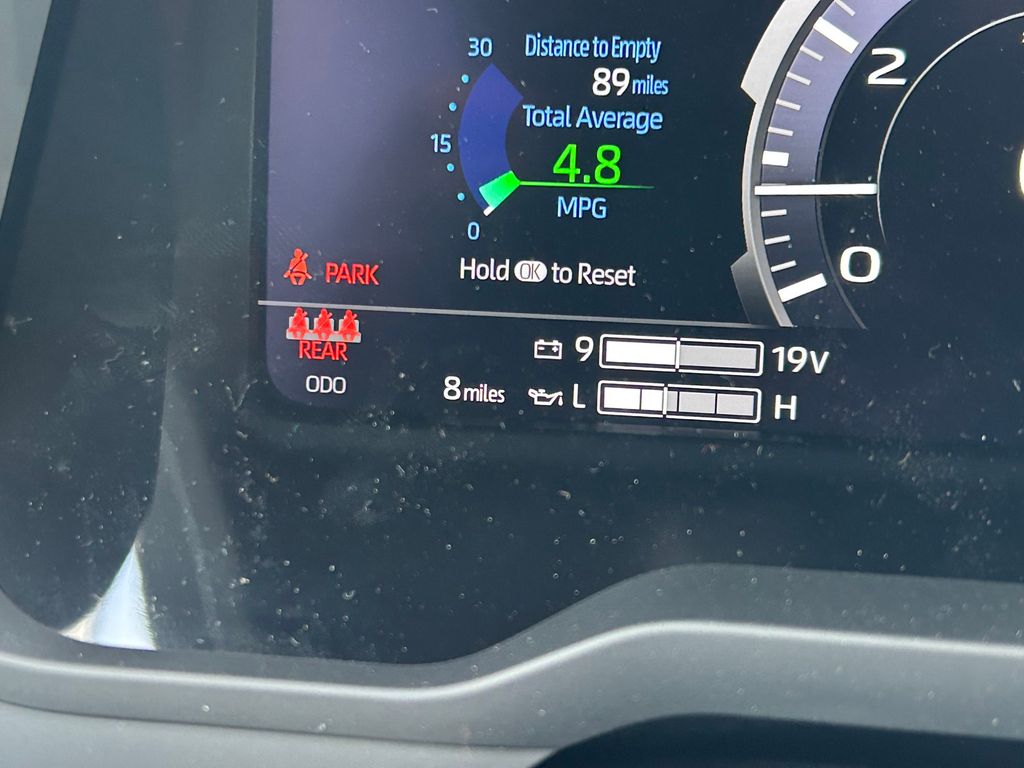 30
Distance to Empty
89 miles
Total Average
15
4.8
MPG
0
2
0
PARK
Hold OK to Reset
REAR
ODO
8 miles
9
19V
L
H